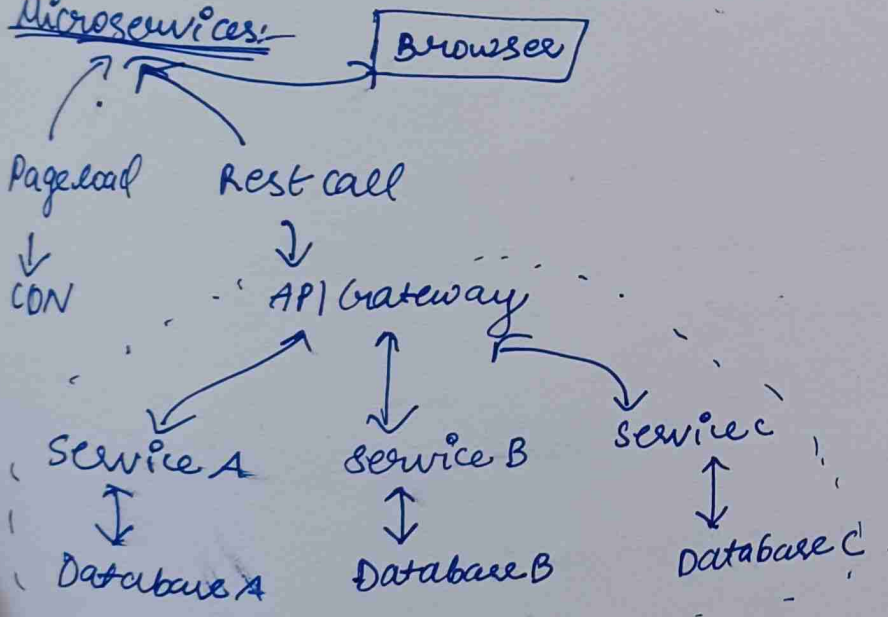 Microservices:-
Browser
Pageload
Rest call
CDN
API Gateway
Service A
Service B
Service C
Database A
Database B
Database C